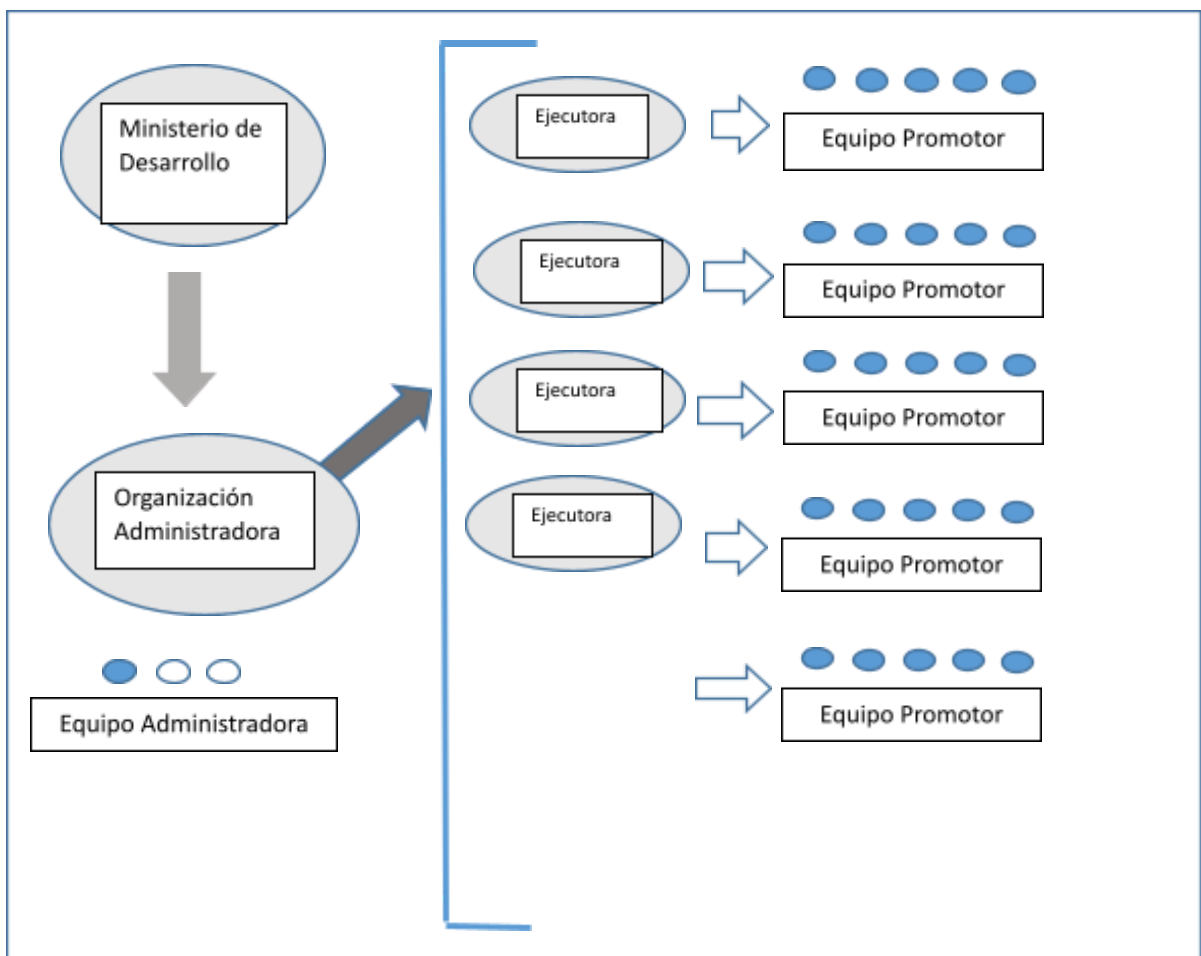 Ministerio de
Desarrollo
Organización
Administradora
Equipo Administradora
Ejecutora
Equipo Promotor
Ejecutora
Equipo Promotor
Ejecutora
Equipo Promotor
Ejecutora
Equipo Promotor
Equipo Promotor